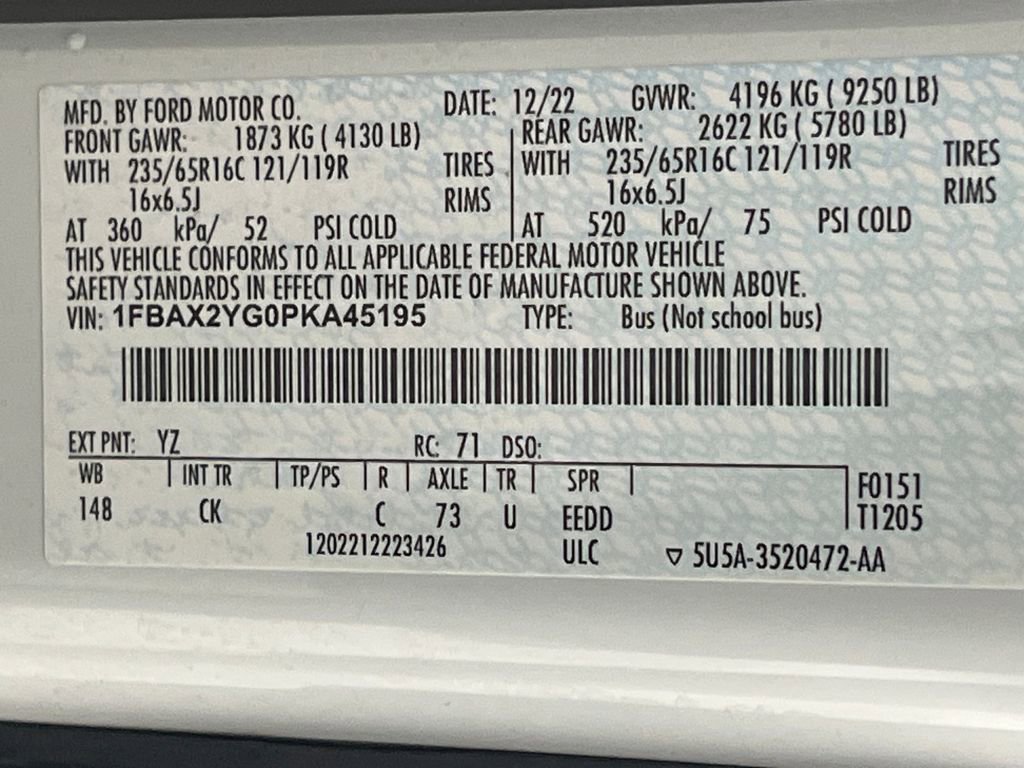 MFD. BY FORD MOTOR CO. DATE: 12/22 GVWR: 4196 KG ( 9250 LB)
FRONT GAWR: 1873 KG ( 4130 LB) REAR GAWR: 2622 KG ( 5780 LB)
WITH 235/65R16C 121/119R TIRES WITH 235/65R16C 121/119R TIRES
16x6.5J RIMS 16x6.5J RIMS
AT 360 kPa/ 52 PSI COLD AT 520 kPa/ 75 PSI COLD
THIS VEHICLE CONFORMS TO ALL APPLICABLE FEDERAL MOTOR VEHICLE
SAFETY STANDARDS IN EFFECT ON THE DATE OF MANUFACTURE SHOWN ABOVE.
VIN: 1FBAX2YG0PKA45195 TYPE: Bus (Not school bus)
EXT PNT: YZ RC: 71 DSO:
WB INT TR TP/PS R AXLE TR SPR F0151
148 CK C 73 U EEDD T1205
1202212223426 ULC ▽ 5U5A-3520472-AA